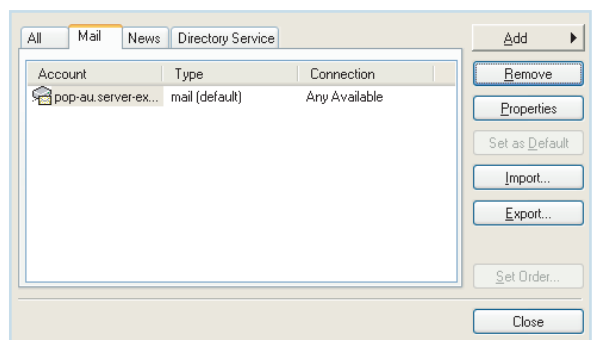 All Mail News Directory Service
Account Type Connection
pop-au.server-ex... mail (default) Any Available
Add
Remove
Properties
Set as Default
Import...
Export...
Set Order...
Close